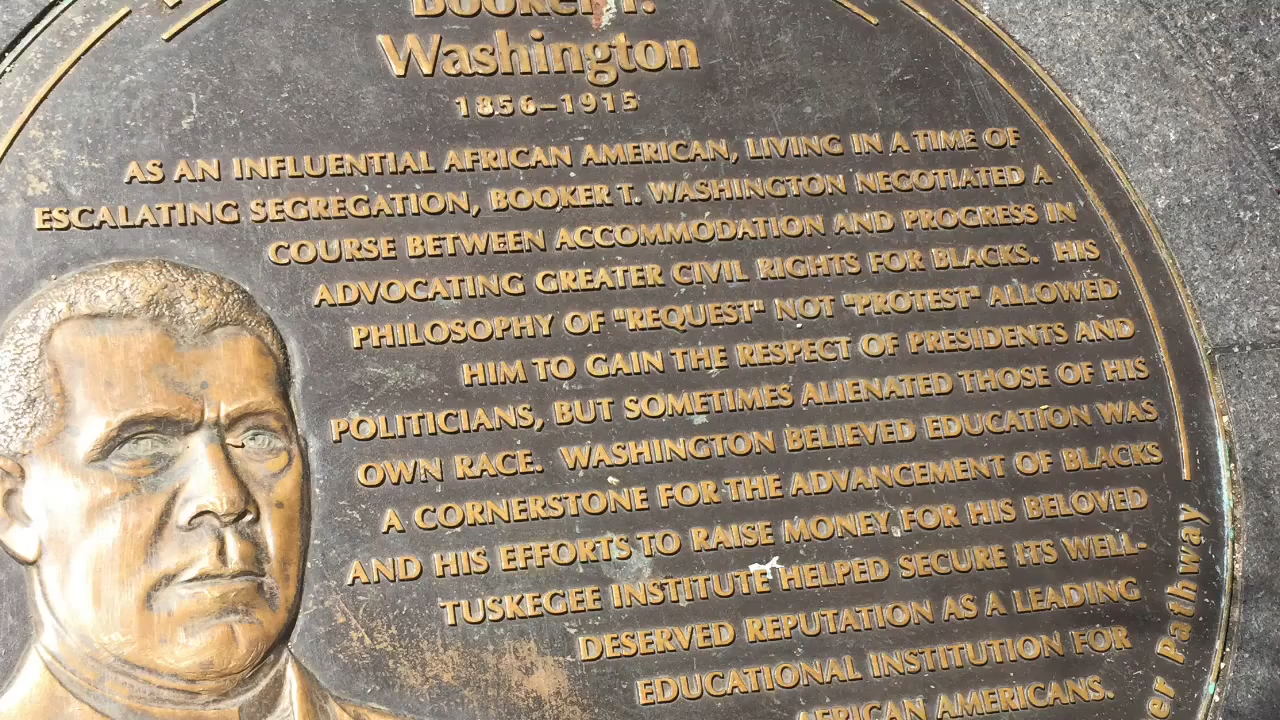 Booker T.
Washington
1856–1915
AS AN INFLUENTIAL AFRICAN AMERICAN, LIVING IN A TIME OF
ESCALATING SEGREGATION, BOOKER T. WASHINGTON NEGOTIATED A
COURSE BETWEEN ACCOMMODATION AND PROGRESS IN
ADVOCATING GREATER CIVIL RIGHTS FOR BLACKS. HIS
PHILOSOPHY OF "REQUEST" NOT "PROTEST" ALLOWED
HIM TO GAIN THE RESPECT OF PRESIDENTS AND
POLITICIANS, BUT SOMETIMES ALIENATED THOSE OF HIS
OWN RACE. WASHINGTON BELIEVED EDUCATION WAS
A CORNERSTONE FOR THE ADVANCEMENT OF BLACKS
AND HIS EFFORTS TO RAISE MONEY FOR HIS BELOVED
TUSKEGEE INSTITUTE HELPED SECURE ITS WELL-
DESERVED REPUTATION AS A LEADING
EDUCATIONAL INSTITUTION FOR
AFRICAN AMERICANS.
er Pathway